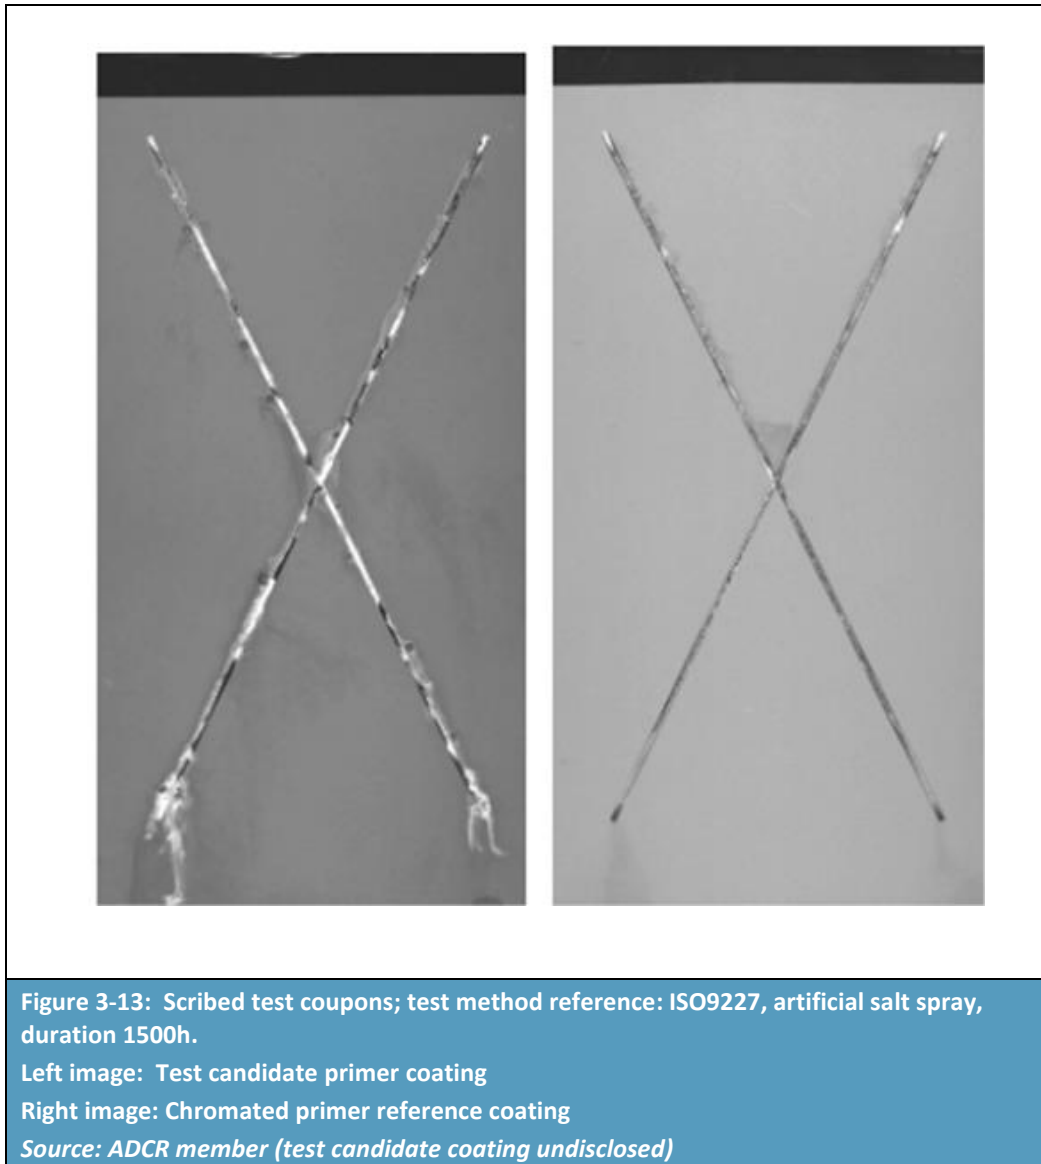 Figure 3-13: Scribed test coupons; test method reference: ISO9227, artificial salt spray,
duration 1500h.
Left image: Test candidate primer coating
Right image: Chromated primer reference coating
Source: ADCR member (test candidate coating undisclosed)